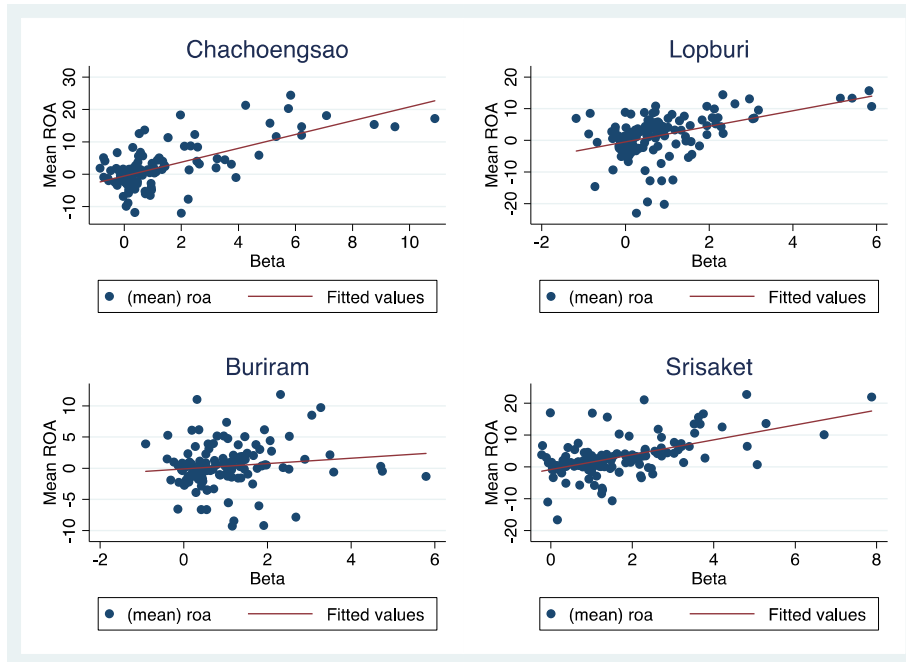 Chachoengsao
Mean ROA
30
20
10
0
-10
0 2 4 6 8 10
Beta
(mean) roa Fitted values
Lopburi
Mean ROA
20
10
0
-10
-20
-2 0 2 4 6
Beta
(mean) roa Fitted values
Buriram
Mean ROA
10
5
0
-5
-10
-2 0 2 4 6
Beta
(mean) roa Fitted values
Srisaket
Mean ROA
20
10
0
-10
-20
0 2 4 6 8
Beta
(mean) roa Fitted values